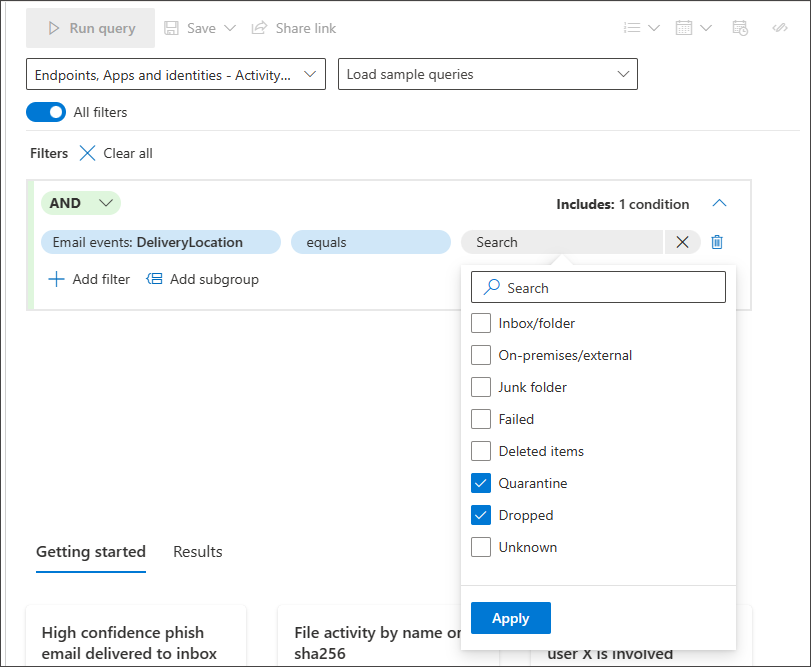 Run query Save Share link
Endpoints, Apps and identities - Activity... Load sample queries
All filters
Filters Clear all
AND Includes: 1 condition
Email events: DeliveryLocation equals Search
Add filter Add subgroup
Search
Inbox/folder
On-premises/external
Junk folder
Failed
Deleted items
Quarantine
Dropped
Unknown
Apply
Getting started Results
High confidence phish
email delivered to inbox
File activity by name or
sha256
user X is involved